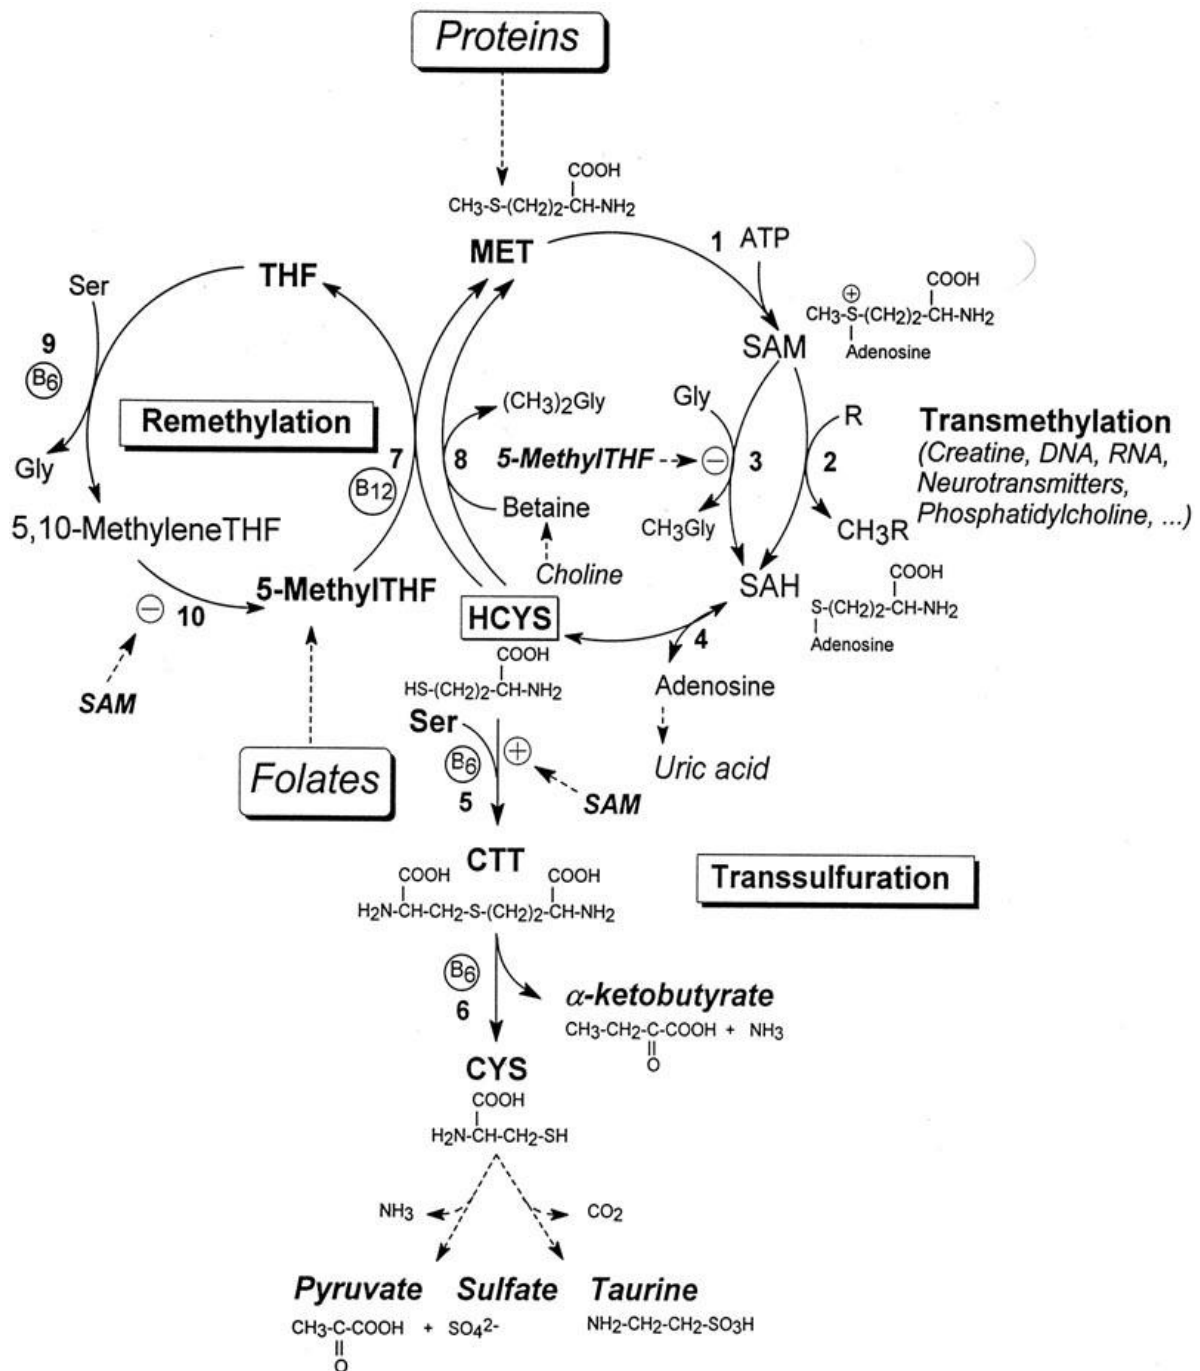 Proteins
COOH
CH3-S-(CH2)2-CH-NH2
MET
1 ATP
THF
Ser
COOH
⊕
CH3-S-(CH2)2-CH-NH2
Adenosine
SAM
9
B6
Remethylation
(CH3)2Gly
Gly
R
Transmethylation
(Creatine, DNA, RNA,
Neurotransmitters,
Phosphatidylcholine, ...)
7
8
5-MethylTHF
⊖
3
2
Gly
B12
Betaine
CH3Gly
CH3R
5,10-MethyleneTHF
Choline
SAH
COOH
S-(CH2)2-CH-NH2
Adenosine
5-MethylTHF
⊖
10
HCYS
COOH
HS-(CH2)2-CH-NH2
4
Adenosine
SAM
Ser
⊕
Uric acid
Folates
B6
5
SAM
CTT
COOH COOH
H2N-CH-CH2-S-(CH2)2-CH-NH2
Transsulfuration
B6
6
α-ketobutyrate
CH3-CH2-C-COOH + NH3
O
CYS
COOH
H2N-CH-CH2-SH
NH3
CO2
Pyruvate Sulfate Taurine
CH3-C-COOH + SO42- NH2-CH2-CH2-SO3H
O